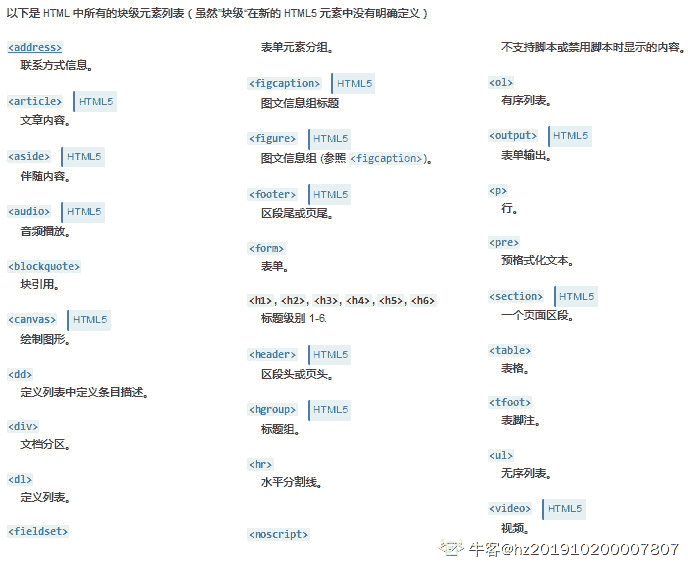 以下是 HTML 中所有的块级元素列表（虽然"块级"在新的 HTML5 元素中没有明确定义）
<address>
联系方式信息。
<article> HTML5
文章内容。
<aside> HTML5
伴随内容。
<audio> HTML5
音频播放。
<blockquote>
块引用。
<canvas> HTML5
绘制图形。
<dd>
定义列表中定义条目描述。
<div>
文档分区。
<dl>
定义列表。
<fieldset>
表单元素分组。
<figcaption> HTML5
图文信息组标题
<figure> HTML5
图文信息组 (参照 <figcaption>)。
<footer> HTML5
区段尾或页尾。
<form>
表单。
<h1>, <h2>, <h3>, <h4>, <h5>, <h6>
标题级别 1-6.
<header> HTML5
区段头或页头。
<hgroup> HTML5
标题组。
<hr>
水平分割线。
<noscript>
不支持脚本或禁用脚本时显示的内容。
<ol>
有序列表。
<output> HTML5
表单输出。
<p>
行。
<pre>
预格式化文本。
<section> HTML5
一个页面区段。
<table>
表格。
<tfoot>
表脚注。
<ul>
无序列表。
<video> HTML5
视频。
牛客@hz201910200007807